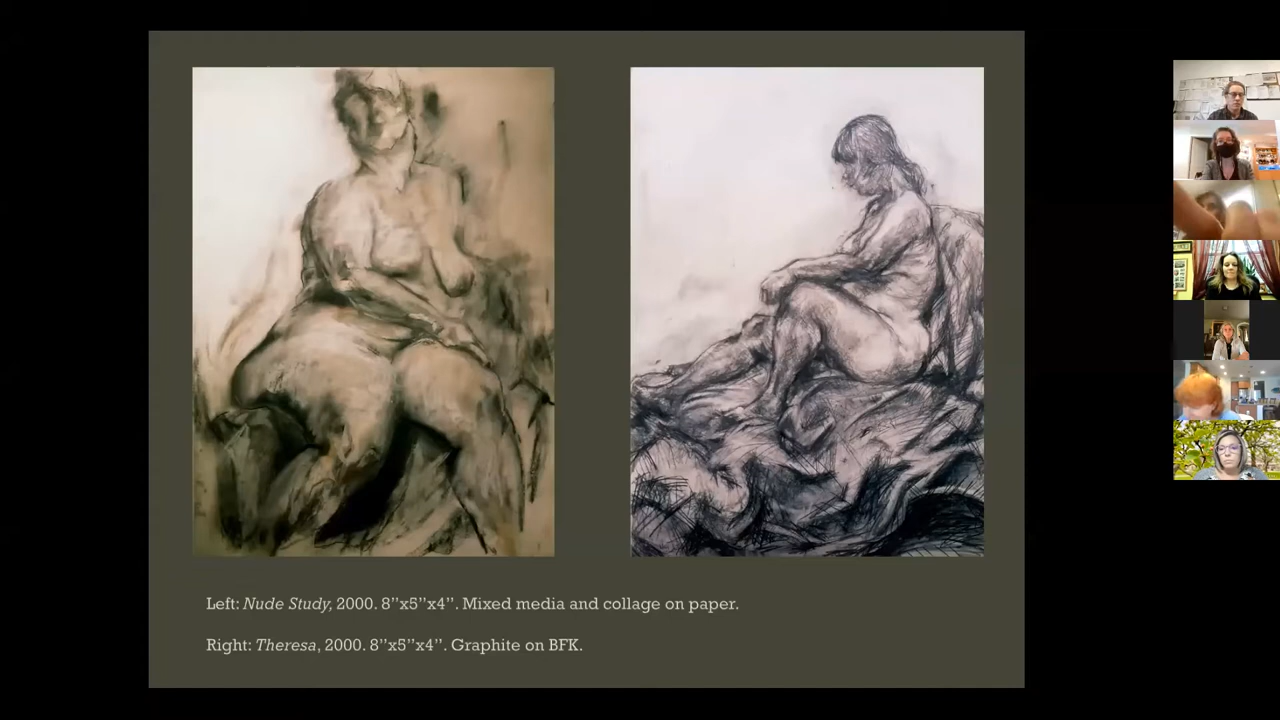 Left: Nude Study, 2000. 8’’x5’’x4’’. Mixed media and collage on paper.
Right: Theresa, 2000. 8’’x5’’x4’’. Graphite on BFK.